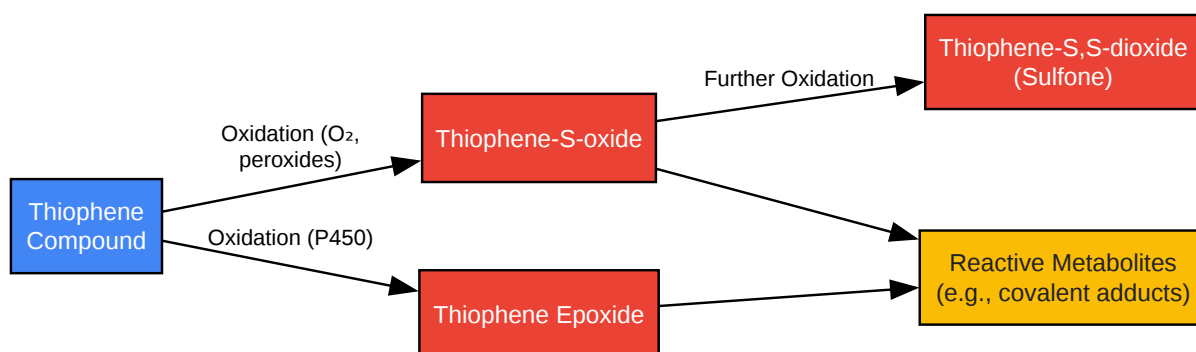 Thiophene
Compound
Oxidation (O₂,
peroxides)
Oxidation (P450)
Thiophene-S-oxide
Thiophene Epoxide
Further Oxidation
Thiophene-S,S-dioxide
(Sulfone)
Reactive Metabolites
(e.g., covalent adducts)